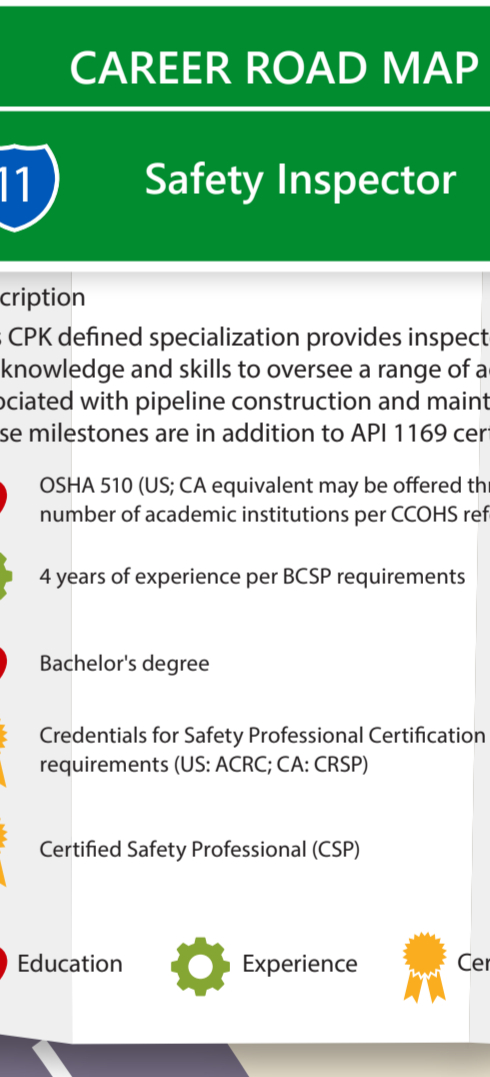 CAREER ROAD MAP
11
Safety Inspector
cription
s CPK defined specialization provides inspect
knowledge and skills to oversee a range of a
ociated with pipeline construction and maint
se milestones are in addition to API 1169 cer
OSHA 510 (US; CA equivalent may be offered thr
number of academic institutions per CCOHS ref
4 years of experience per BCSP requirements
Bachelor's degree
Credentials for Safety Professional Certification
requirements (US: ACRC; CA: CRSP)
Certified Safety Professional (CSP)
Education Experience Cer